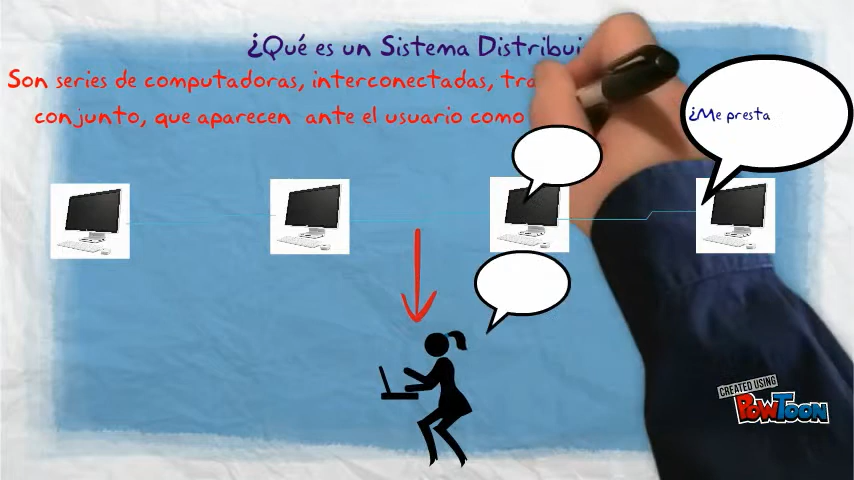 ¿Qué es un Sistema Distribui
Son series de computadoras, interconectadas, tra
conjunto, que aparecen ante el usuario como
¿Me presta
CREATED USING
POWTOON